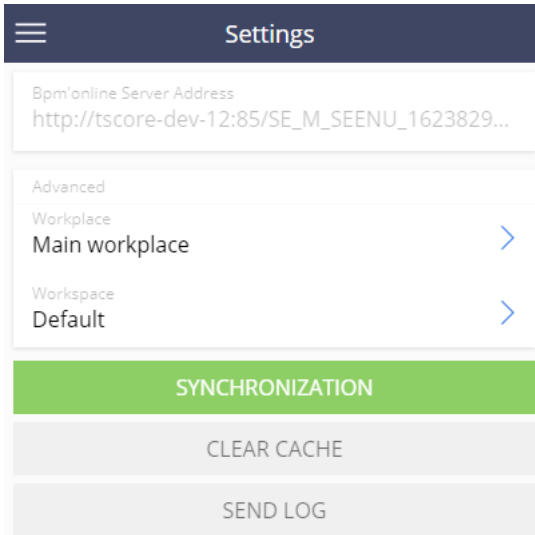 Settings
Bpm'online Server Address
http://tscore-dev-12:85/SE_M_SEENU_1623829...
Advanced
Workplace
Main workplace
Workspace
Default
SYNCHRONIZATION
CLEAR CACHE
SEND LOG